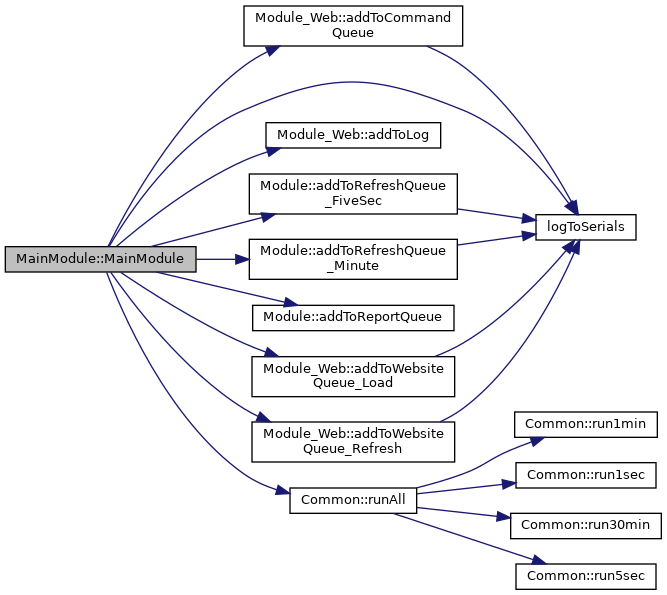 Module_Web::addToCommand
Queue
Module_Web::addToLog
Module::addToRefreshQueue
_FiveSec
logToSerials
MainModule::MainModule
Module::addToRefreshQueue
_Minute
Module::addToReportQueue
Module_Web::addToWebsite
Queue_Load
Module_Web::addToWebsite
Queue_Refresh
Common::runAll
Common::run1min
Common::run1sec
Common::run30min
Common::run5sec